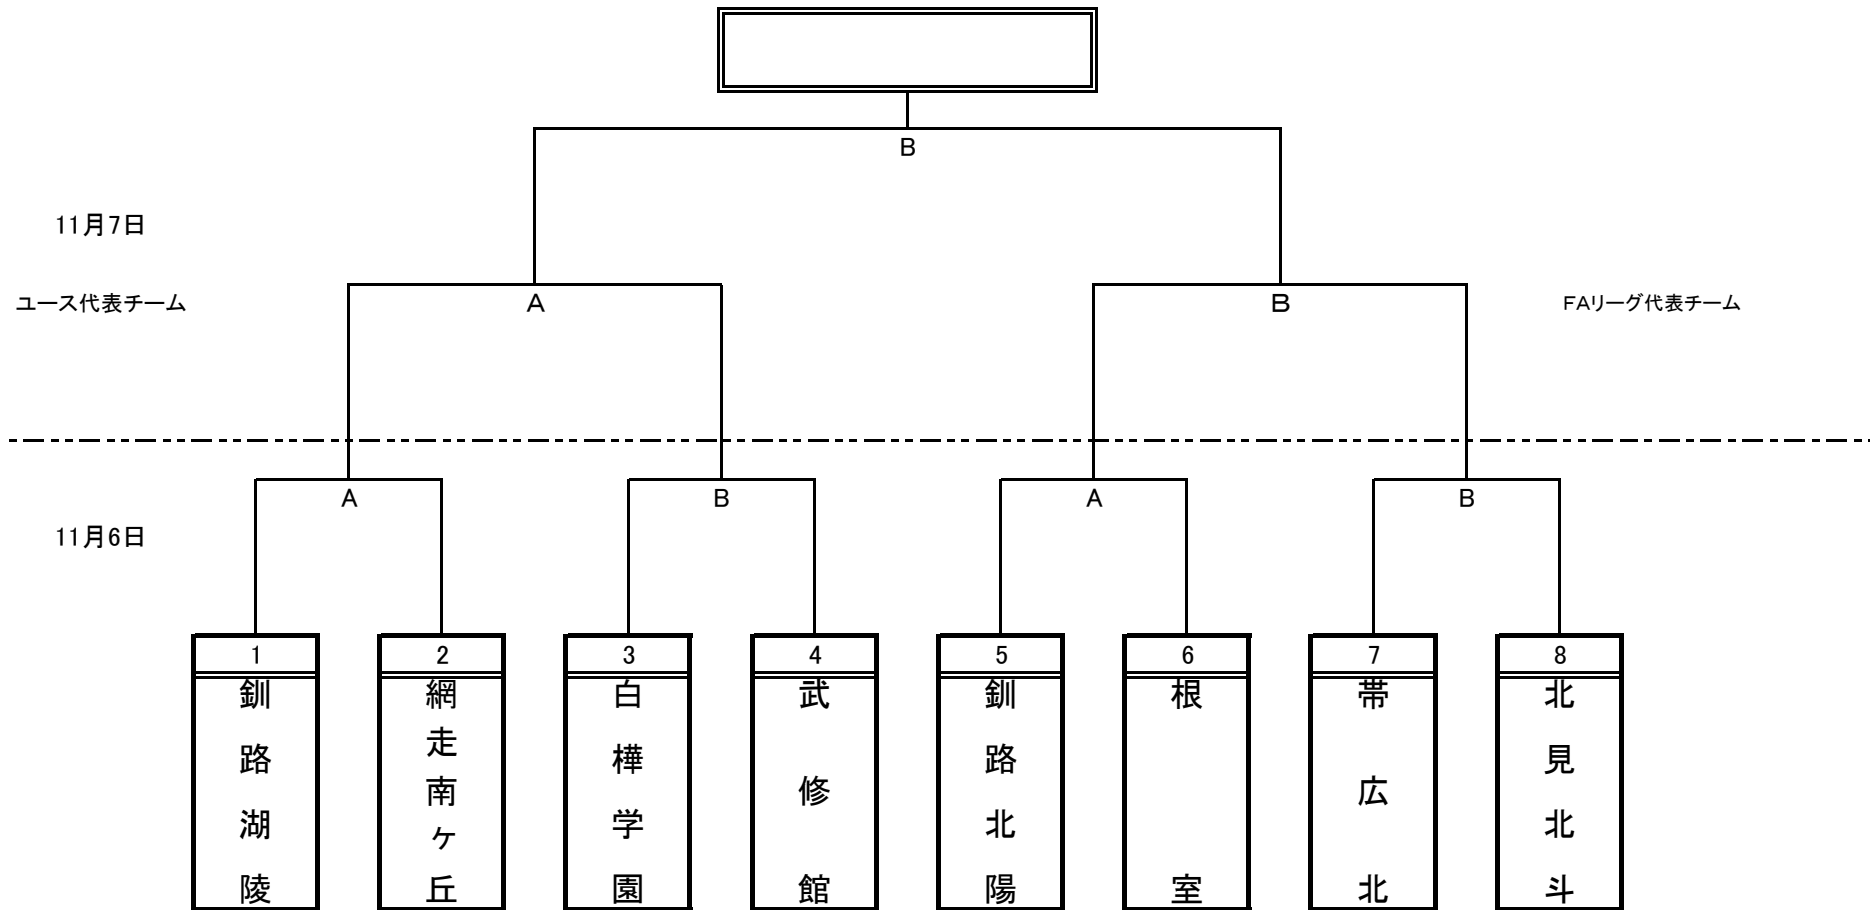 B
11月7日
ユース代表チーム
A
B
FAリーグ代表チーム
A
B
A
B
11月6日
1
2
3
4
5
6
7
8
釧路湖陵
網走南ヶ丘
白樺学園
武修館
釧路北陽
根室
帯広北
北見北斗